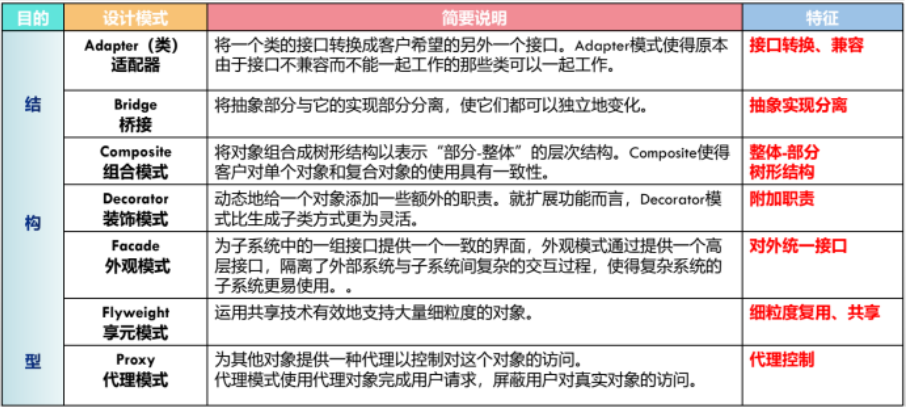 目的 设计模式 简要说明 特征
结
构
型
Adapter（类）
适配器
将一个类的接口转换成客户希望的另外一个接口。Adapter模式使得原本
由于接口不兼容而不能一起工作的那些类可以一起工作。
接口转换、兼容
Bridge
桥接
将抽象部分与它的实现部分分离，使它们都可以独立地变化。
抽象实现分离
Composite
组合模式
将对象组合成树形结构以表示“部分-整体”的层次结构。Composite使得
客户对单个对象和复合对象的使用具有一致性。
整体-部分
树形结构
Decorator
装饰模式
动态地给一个对象添加一些额外的职责。就扩展功能而言，Decorator模
式比生成子类方式更为灵活。
附加职责
Facade
外观模式
为子系统中的一组接口提供一个一致的界面，外观模式通过提供一个高
层接口，隔离了外部系统与子系统间复杂的交互过程，使得复杂系统的
子系统更易使用。。
对外统一接口
Flyweight
享元模式
运用共享技术有效地支持大量细粒度的对象。
细粒度复用、共享
Proxy
代理模式
为其他对象提供一种代理以控制对这个对象的访问。
代理模式使用代理对象完成用户请求，屏蔽用户对真实对象的访问。
代理控制